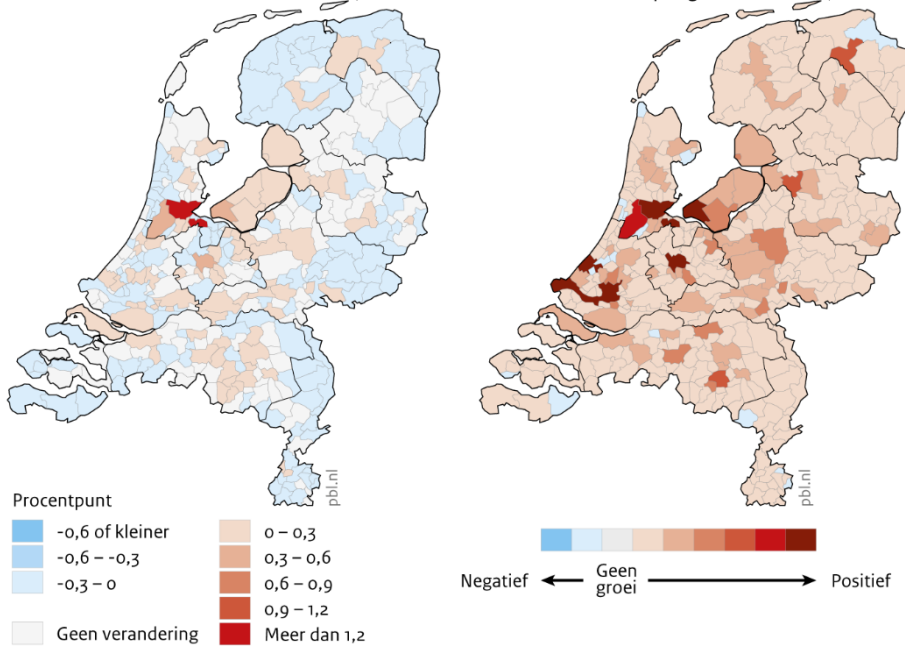 pbl.nl
pbl.nl
Procentpunt
-0,6 of kleiner
-0,6 – -0,3
-0,3 – 0
Geen verandering
0 – 0,3
0,3 – 0,6
0,6 – 0,9
0,9 – 1,2
Meer dan 1,2
Negatief
Geen
groei
Positief